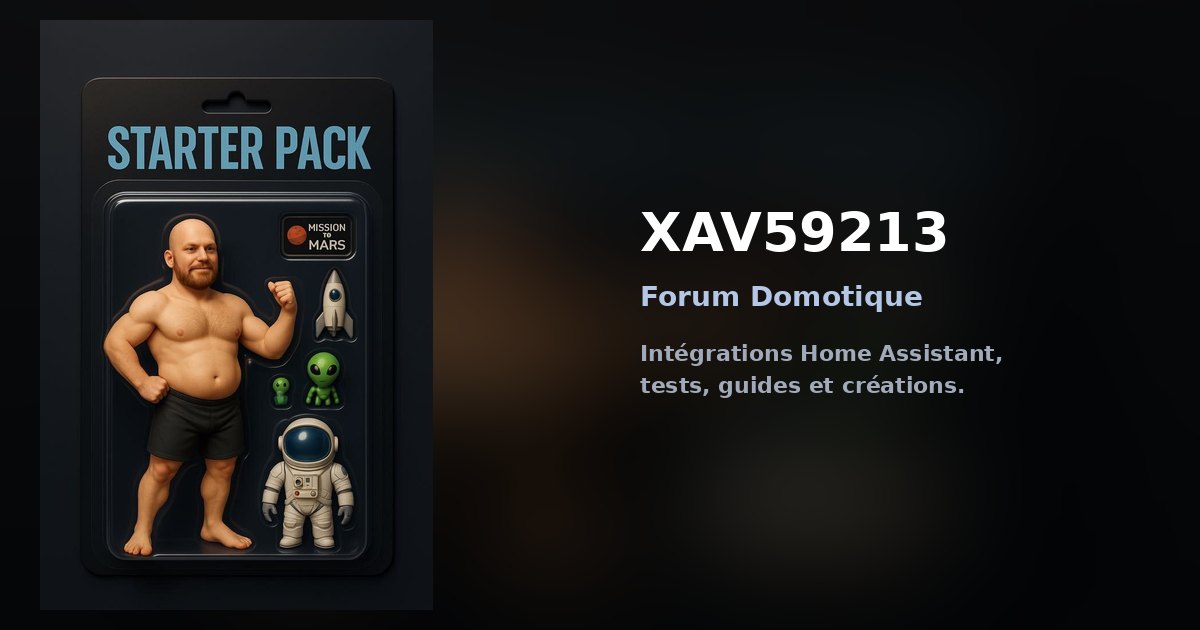 STARTER PACK
MISSION
TO
MARS
XAV59213
Forum Domotique
Intégrations Home Assistant,
tests, guides et créations.